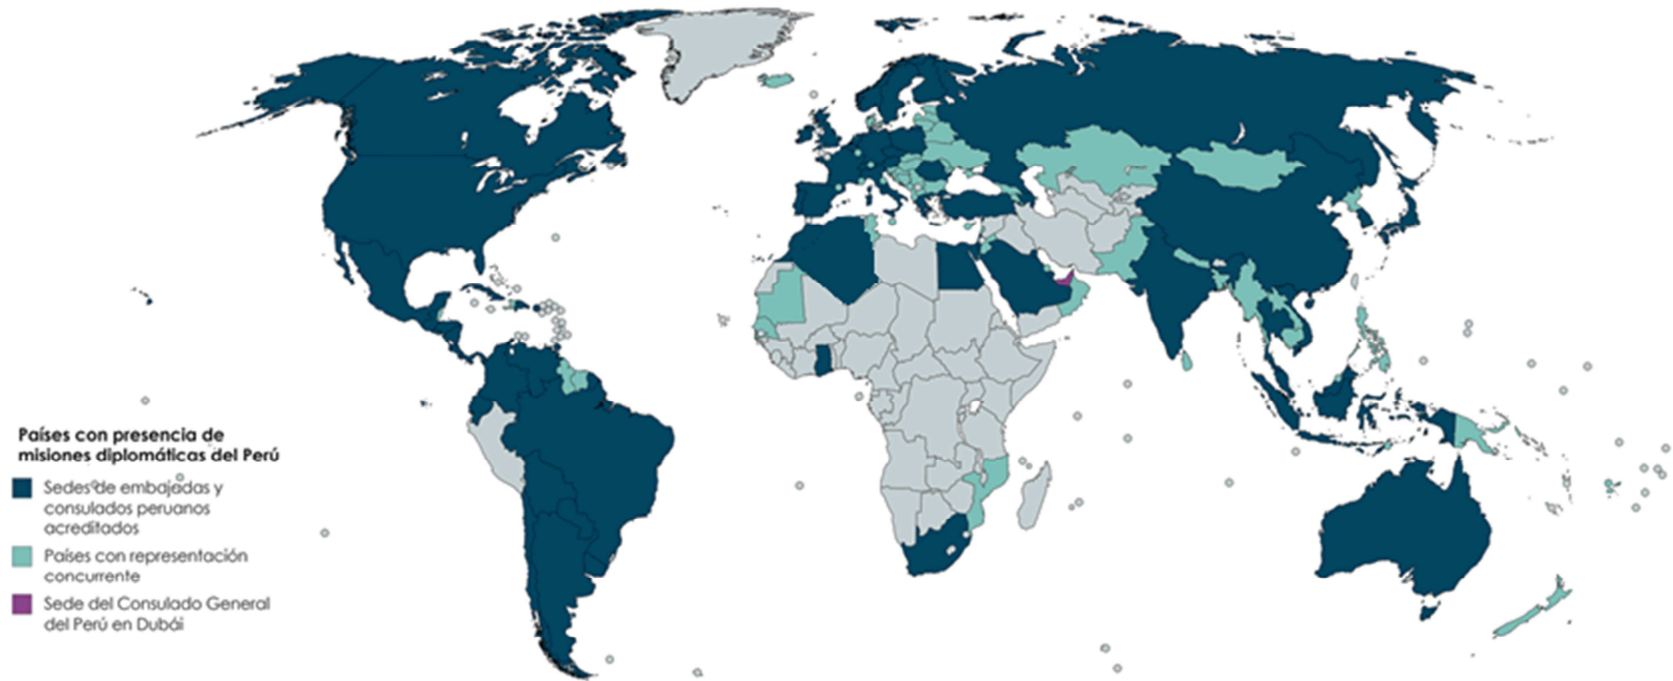 Países con presencia de
misiones diplomáticas del Perú
Sedes de embajadas y
consulados peruanos
acreditados
Países con representación
concurrente
Sede del Consulado General
del Perú en Dubái